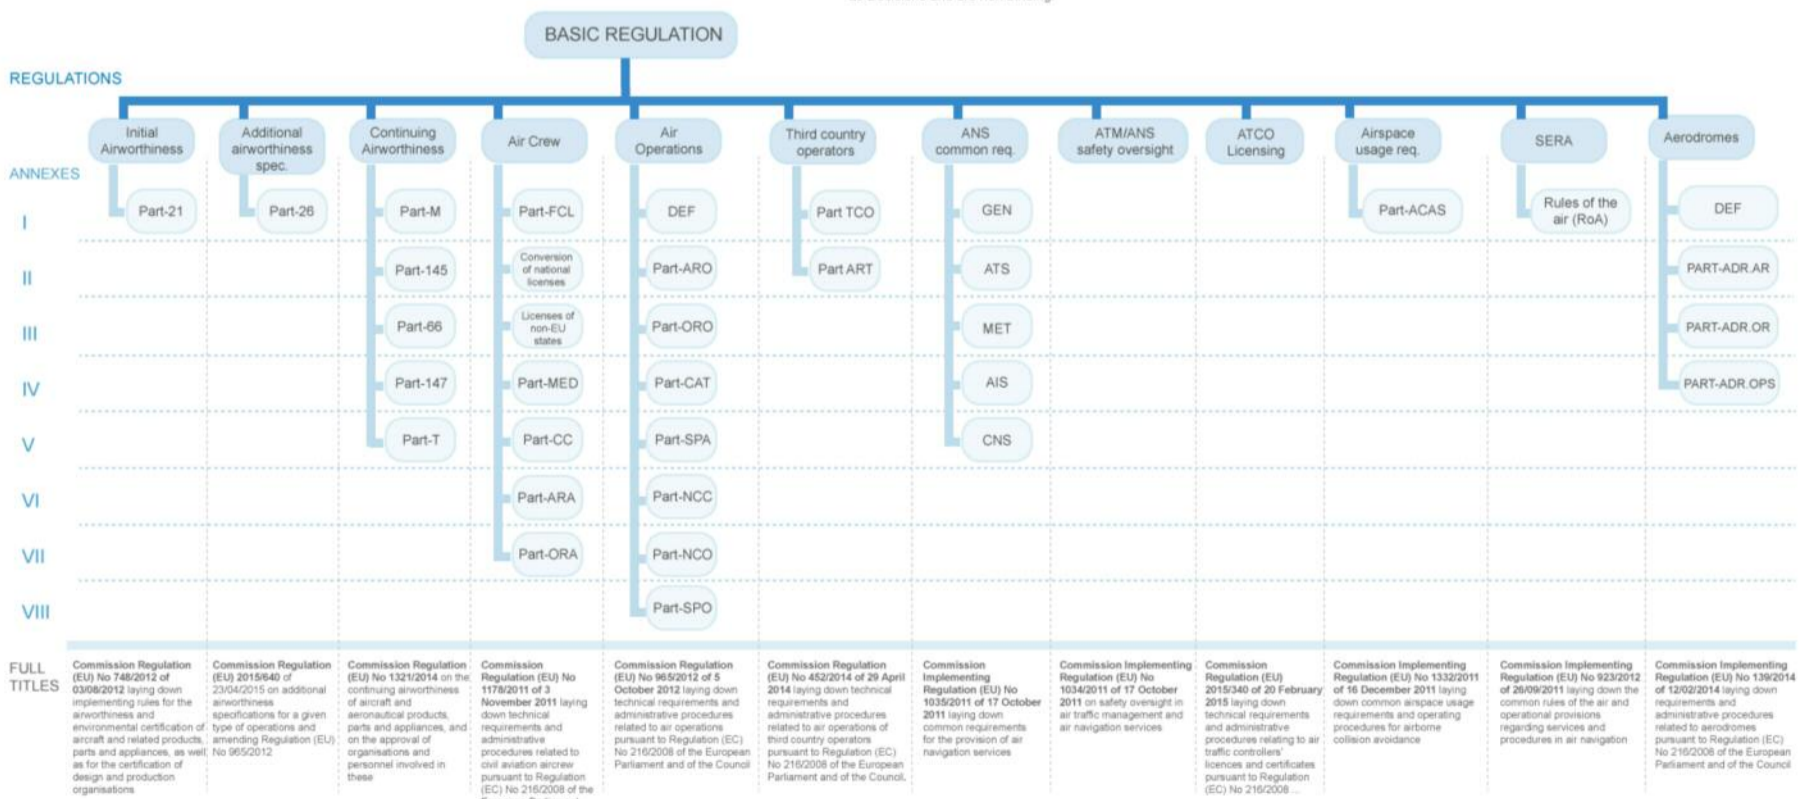 BASIC REGULATION
REGULATIONS
Initial
Airworthiness
Additional
airworthiness
spec.
Continuing
Airworthiness
Air Crew
Air
Operations
Third country
operators
ANS
common req.
ATM/ANS
safety oversight
ATCO
Licensing
Airspace
usage req.
SERA
Aerodromes
ANNEXES
I
Part-21
Part-26
Part-M
Part-FCL
DEF
Part TCO
GEN
Part-ACAS
Rules of the
air (RoA)
DEF
II
Part-145
Conversion
of national
licenses
Part-ARO
Part ART
ATS
PART-ADR.AR
III
Part-66
Licenses of
non-EU
states
Part-ORO
MET
PART-ADR.OR
IV
Part-147
Part-MED
Part-CAT
AIS
PART-ADR.OPS
V
Part-T
Part-CC
Part-SPA
CNS
VI
Part-ARA
Part-NCC
VII
Part-ORA
Part-NCO
VIII
Part-SPO
FULL
TITLES
Commission Regulation
(EU) No 748/2012 of
03/08/2012 laying down
implementing rules for the
airworthiness and
environmental certification of
aircraft and related products,
parts and appliances, as well
as for the certification of
design and production
organisations
Commission Regulation
(EU) 2015/640 of
23/04/2015 on additional
airworthiness
specifications for a given
type of operations and
amending Regulation (EU)
No 965/2012
Commission Regulation
(EU) No 1321/2014 on the
continuing airworthiness
of aircraft and
aeronautical products,
parts and appliances, and
on the approval of
organisations and
personnel involved in
these
Commission
Regulation (EU) No
1178/2011 of 3
November 2011 laying
down technical
requirements and
administrative
procedures related to
civil aviation aircrew
pursuant to Regulation
(EC) No 216/2008 of the
Commission Regulation
(EU) No 965/2012 of 5
October 2012 laying down
technical requirements and
administrative procedures
related to air operations
pursuant to Regulation (EC)
No 216/2008 of the European
Parliament and of the Council
Commission Regulation
(EU) No 452/2014 of 29 April
2014 laying down technical
requirements and
administrative procedures
related to air operations of
third country operators
pursuant to Regulation (EC)
No 216/2008 of the European
Parliament and of the Council.
Commission
Implementing
Regulation (EU) No
1035/2011 of 17 October
2011 laying down
common requirements
for the provision of air
navigation services
Commission Implementing
Regulation (EU) No
1034/2011 of 17 October
2011 on safety oversight in
air traffic management and
air navigation services
Commission
Regulation (EU)
2015/340 of 20 February
2015 laying down
technical requirements
and administrative
procedures relating to air
traffic controllers'
licences and certificates
pursuant to Regulation
(EC) No 216/2008 ...
Commission Implementing
Regulation (EU) No 1332/2011
of 16 December 2011 laying
down common airspace usage
requirements and operating
procedures for airborne
collision avoidance
Commission Implementing
Regulation (EU) No 923/2012
of 26/09/2011 laying down the
common rules of the air and
operational provisions
regarding services and
procedures in air navigation
Commission Implementing
Regulation (EU) No 139/2014
of 12/02/2014 laying down
requirements and
administrative procedures
related to aerodromes
pursuant to Regulation (EC)
No 216/2008 of the European
Parliament and of the Council